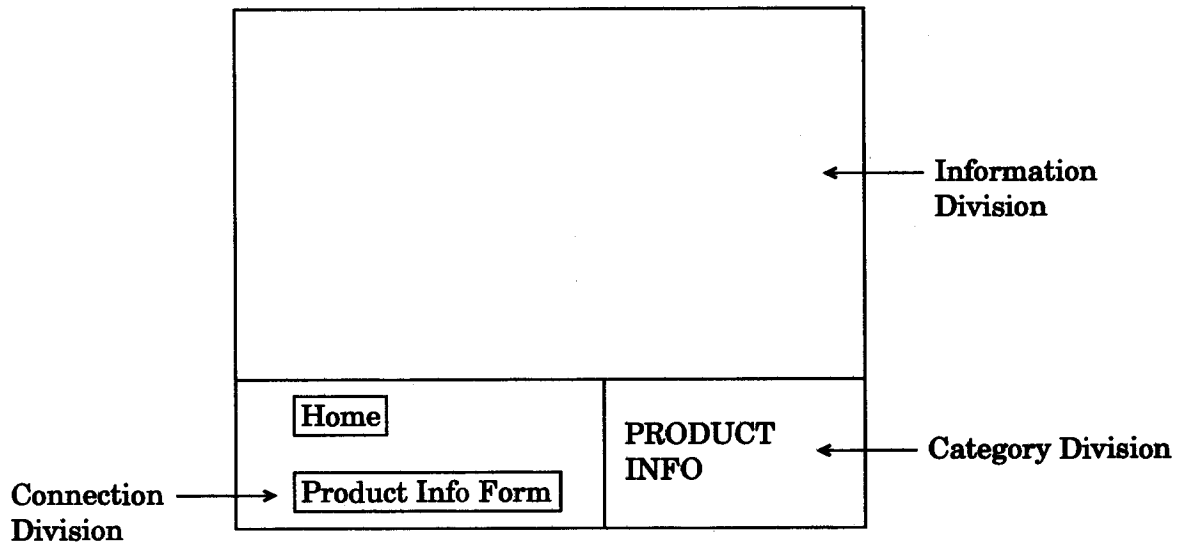 Information
Division
Home
PRODUCT
INFO
Category Division
Product Info Form
Connection
Division